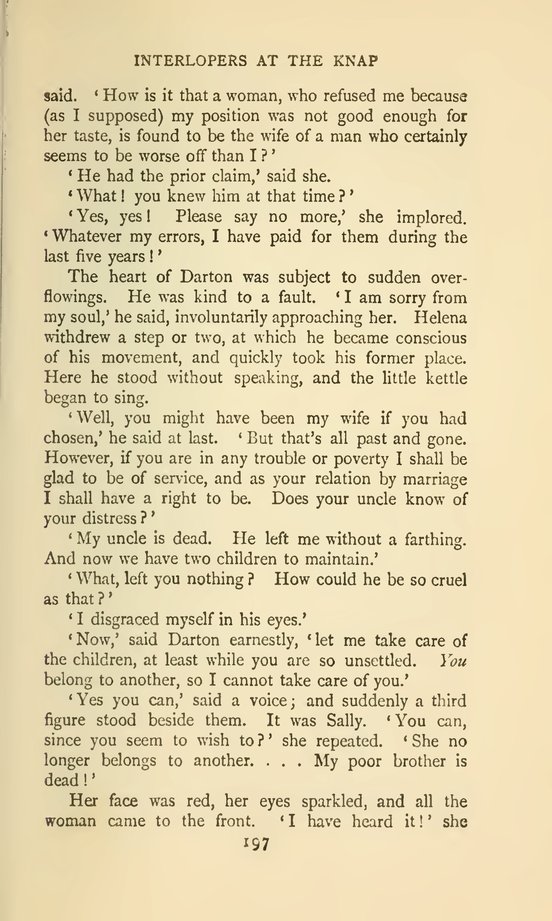 INTERLOPERS AT THE KNAP
said. ‘How is it that a woman, who refused me because
(as I supposed) my position was not good enough for
her taste, is found to be the wife of a man who certainly
seems to be worse off than I?’
‘He had the prior claim,’ said she.
‘What! you knew him at that time?’
‘Yes, yes! Please say no more,’ she implored.
‘Whatever my errors, I have paid for them during the
last five years!’
The heart of Darton was subject to sudden over-
flowings. He was kind to a fault. ‘I am sorry from
my soul,’ he said, involuntarily approaching her. Helena
withdrew a step or two, at which he became conscious
of his movement, and quickly took his former place.
Here he stood without speaking, and the little kettle
began to sing.
‘Well, you might have been my wife if you had
chosen,’ he said at last. ‘But that’s all past and gone.
However, if you are in any trouble or poverty I shall be
glad to be of service, and as your relation by marriage
I shall have a right to be. Does your uncle know of
your distress?’
‘My uncle is dead. He left me without a farthing.
And now we have two children to maintain.’
‘What, left you nothing? How could he be so cruel
as that?’
‘I disgraced myself in his eyes.’
‘Now,’ said Darton earnestly, ‘let me take care of
the children, at least while you are so unsettled. You
belong to another, so I cannot take care of you.’
‘Yes you can,’ said a voice; and suddenly a third
figure stood beside them. It was Sally. ‘You can,
since you seem to wish to?’ she repeated. ‘She no
longer belongs to another. . . . My poor brother is
dead!’
Her face was red, her eyes sparkled, and all the
woman came to the front. ‘I have heard it!’ she
197